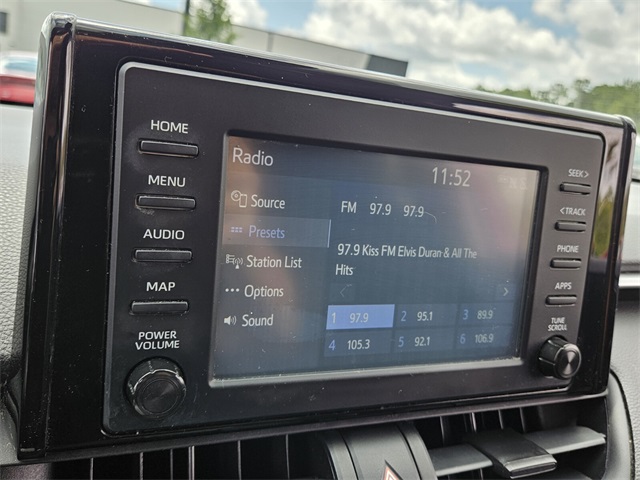 HOME
MENU
AUDIO
MAP
POWER
VOLUME
Radio
11:52
Source
Presets
Station List
Options
Sound
FM 97.9 97.9
97.9 Kiss FM Elvis Duran & All The
Hits
1 97.9 2 95.1 3 89.9
4 105.3 5 92.1 6 106.9
SEEK>
<TRACK
PHONE
APPS
TUNE
SCROLL